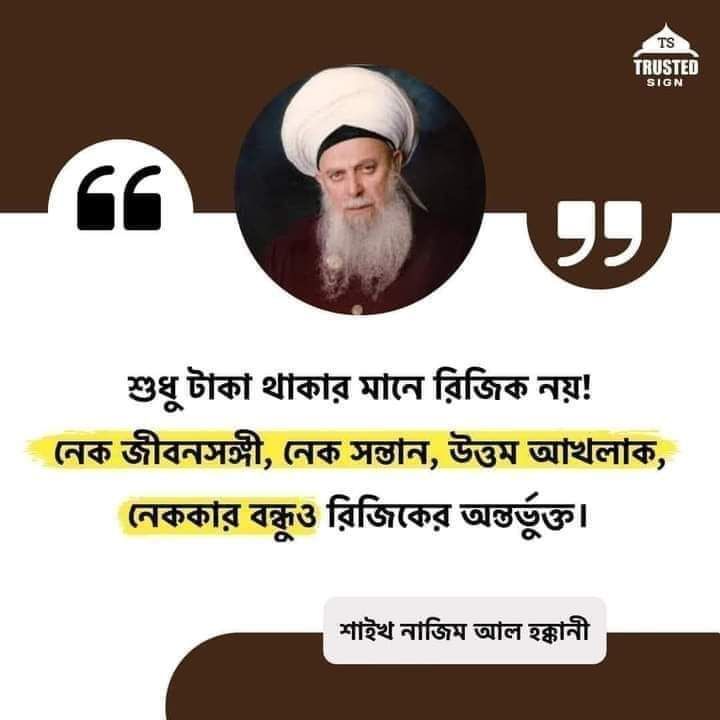 TS
TRUSTED
SIGN
শুধু টাকা থাকার মানে রিজিক নয়!
নেক জীবনসঙ্গী, নেক সন্তান, উত্তম আখলাক,
নেককার বন্ধুও রিজিকের অন্তর্ভুক্ত।
শাইখ নাজিম আল হক্কানী